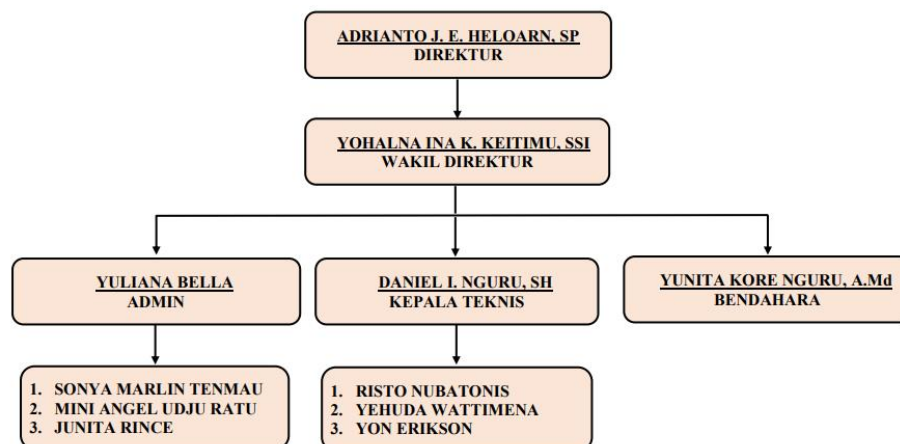 ADRIANTO J. E. HELOARN, SP
DIREKTUR
YOHALNA INA K. KEITIMU, SSI
WAKIL DIREKTUR
YULIANA BELLA
ADMIN
DANIEL I. NGURU, SH
KEPALA TEKNIS
YUNITA KORE NGURU, A.Md
BENDAHARA
1. SONYA MARLIN TENMAU
2. MINI ANGEL UDJU RATU
3. JUNITA RINCE
1. RISTO NUBATONIS
2. YEHUDA WATTIMENA
3. YON ERIKSON